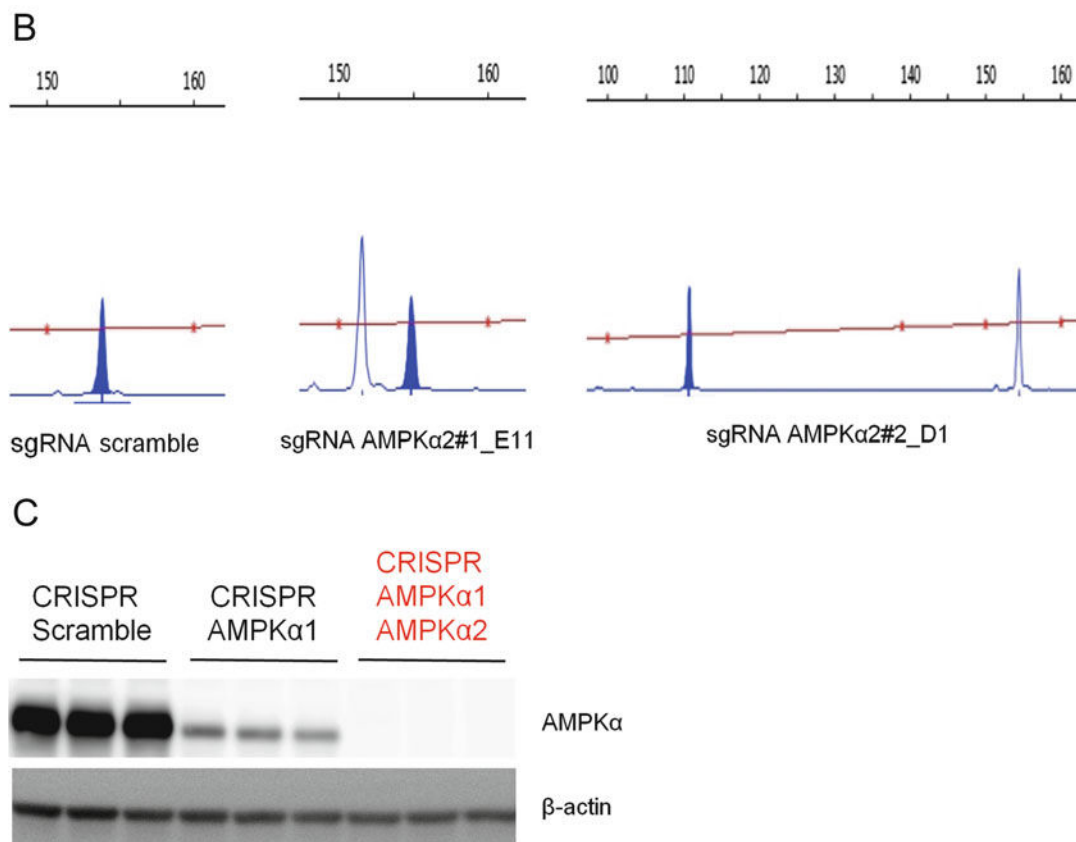 B
150 160
150 160
100 110 120 130 140 150 160
sgRNA scramble
sgRNA AMPKα2#1_E11
sgRNA AMPKα2#2_D1
C
CRISPR
Scramble
CRISPR
AMPKα1
CRISPR
AMPKα1
AMPKα2
AMPKα
β-actin